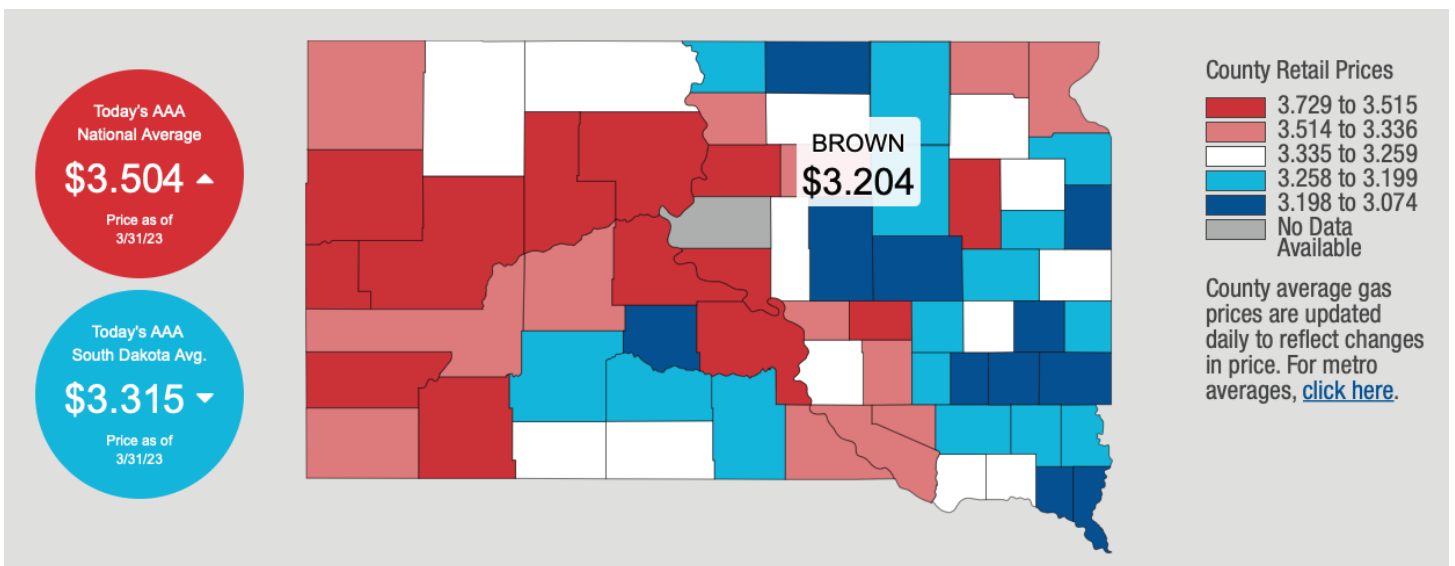 Today's AAA
National Average
$3.504
Price as of
3/31/23
Today's AAA
South Dakota Avg.
$3.315
Price as of
3/31/23
BROWN
$3.204
County Retail Prices
3.729 to 3.515
3.514 to 3.336
3.335 to 3.259
3.258 to 3.199
3.198 to 3.074
No Data
Available
County average gas
prices are updated
daily to reflect changes
in price. For metro
averages, click here.